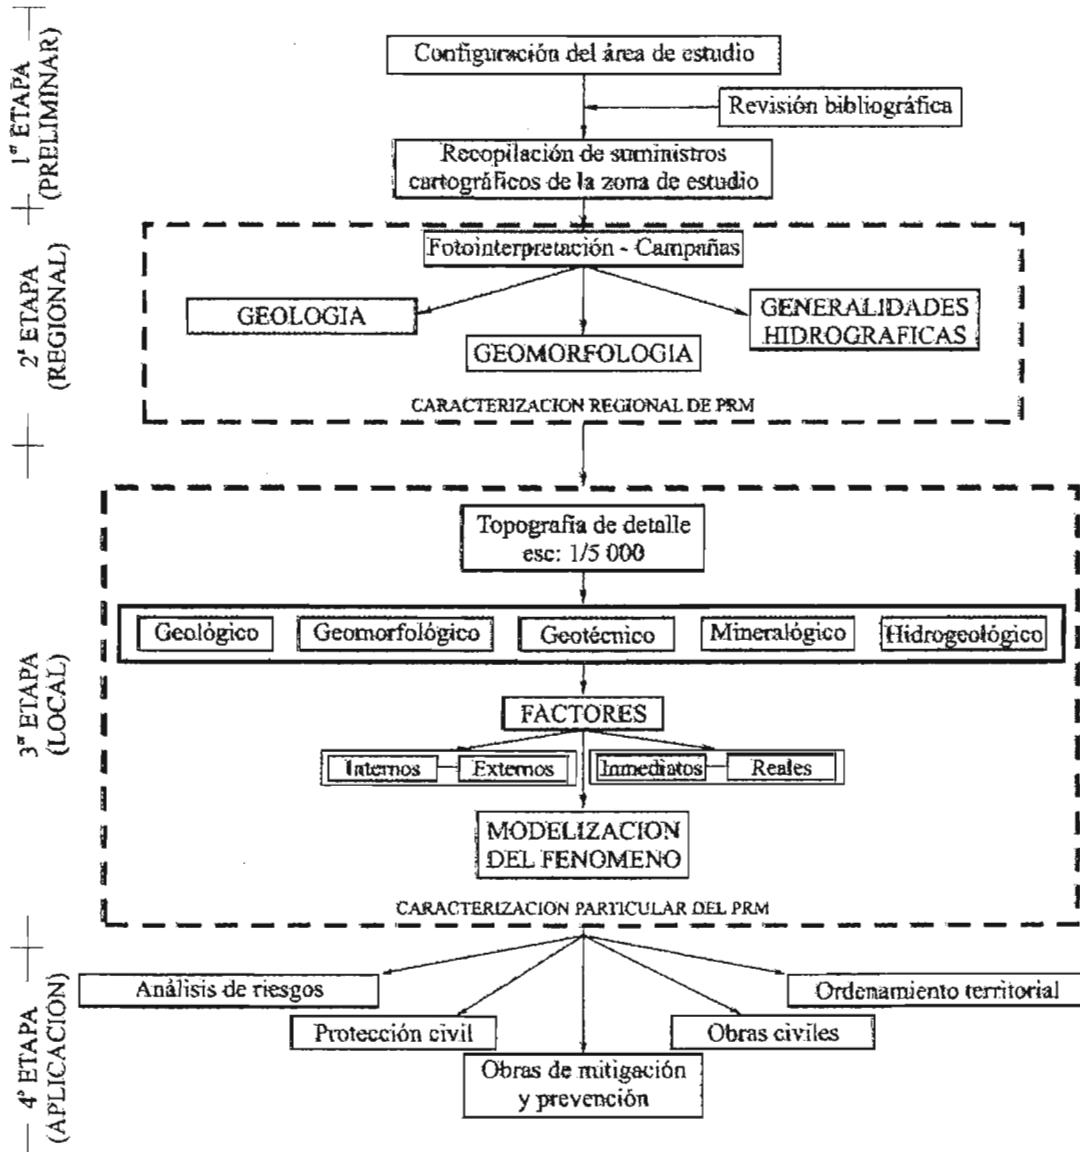 1ª ETAPA
(PRELIMINAR)
Configuración del área de estudio
Revisión bibliográfica
Recopilación de suministros
cartográficos de la zona de estudio
2ª ETAPA
(REGIONAL)
Fotointerpretación - Campañas
GEOLOGIA
GEOMORFOLOGIA
GENERALIDADES
HIDROGRAFICAS
CARACTERIZACION REGIONAL DE PRM
3ª ETAPA
(LOCAL)
Topografía de detalle
esc: 1/5 000
Geológico
Geomorfológico
Geotécnico
Mineralógico
Hidrogeológico
FACTORES
Internos
Externos
Inmediatos
Reales
MODELIZACION
DEL FENOMENO
CARACTERIZACION PARTICULAR DEL PRM
4ª ETAPA
(APLICACION)
Análisis de riesgos
Ordenamiento territorial
Protección civil
Obras civiles
Obras de mitigación
y prevención